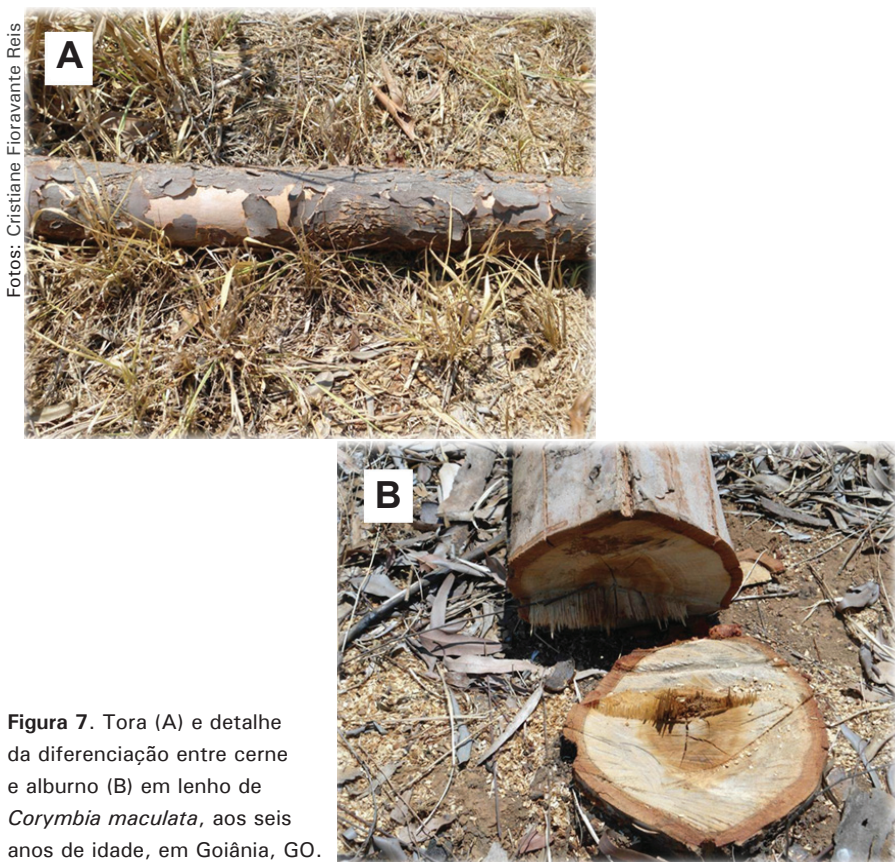 Fotos: Cristiane Fioravante Reis
A
B
Figura 7. Tora (A) e detalhe
da diferenciação entre cerne
e alburno (B) em lenho de
Corymbia maculata, aos seis
anos de idade, em Goiânia, GO.